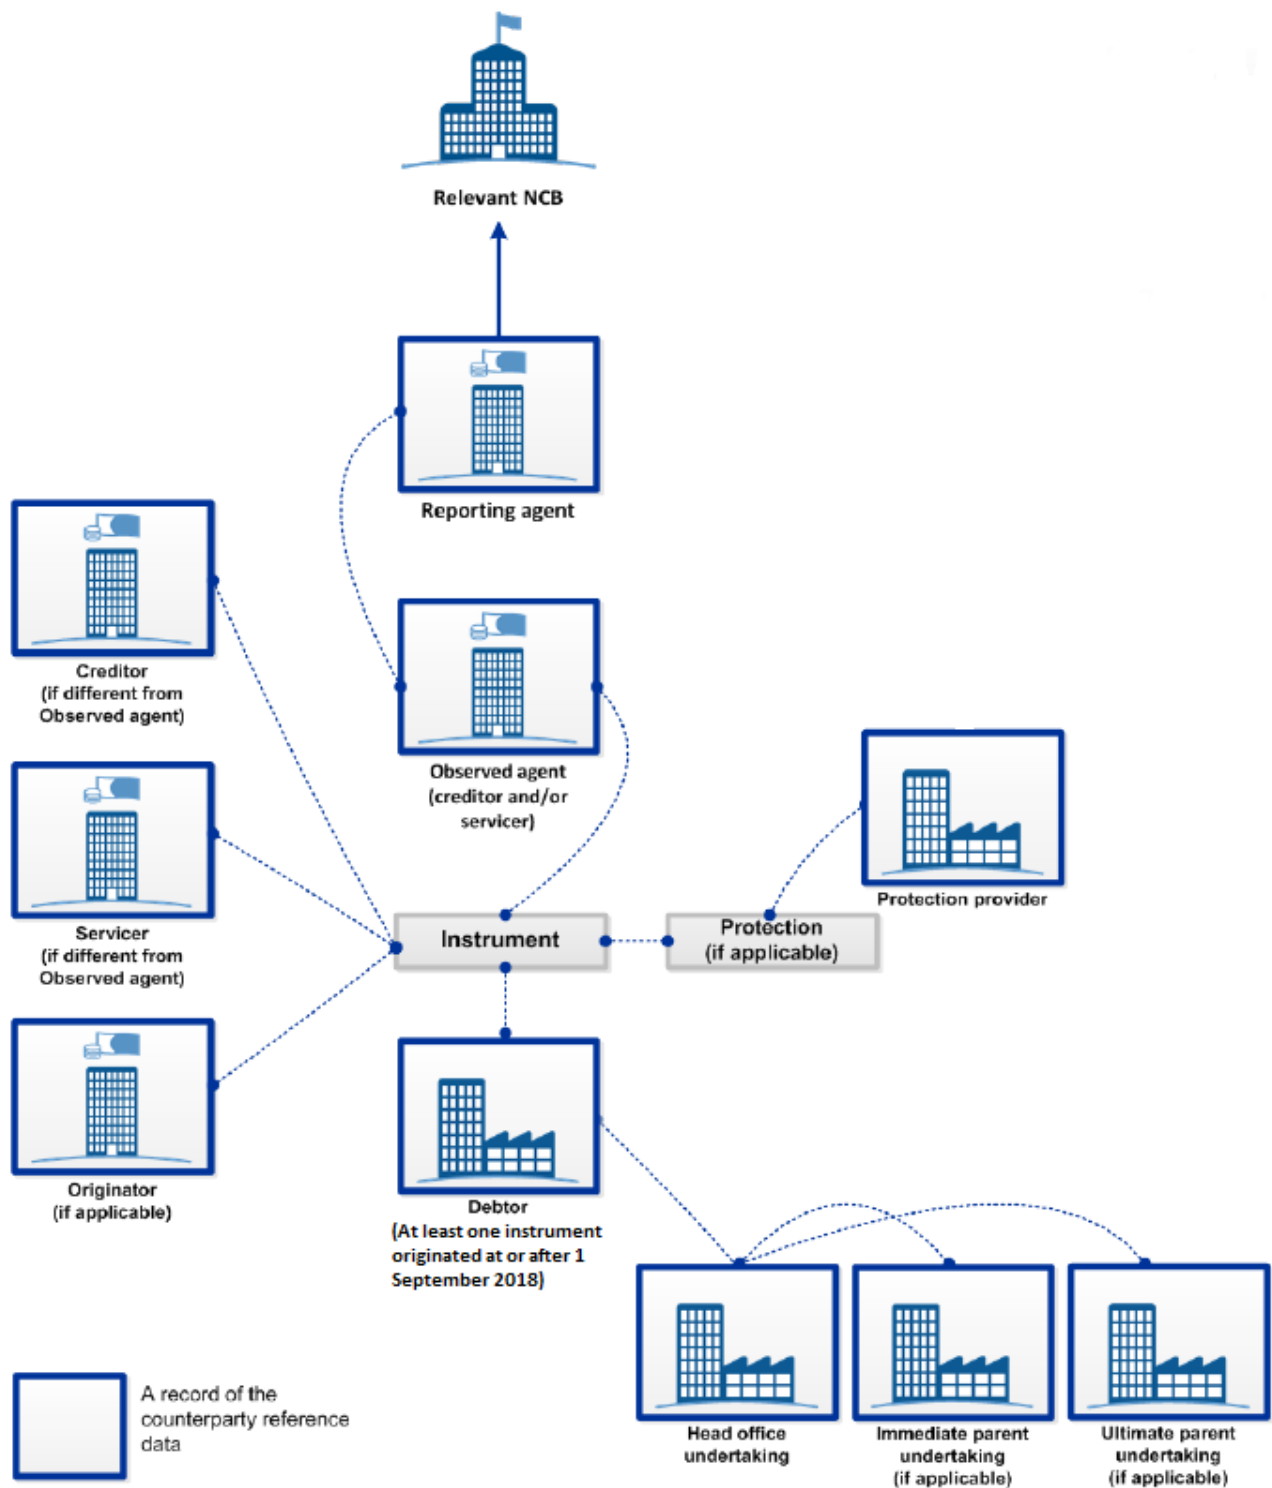 Relevant NCB
Reporting agent
Creditor
(if different from
Observed agent)
Observed agent
(creditor and/or
servicer)
Protection provider
Servicer
(if different from
Observed agent)
Instrument
Protection
(if applicable)
Originator
(if applicable)
Debtor
(At least one instrument
originated at or after 1
September 2018)
Head office
undertaking
Immediate parent
undertaking
(if applicable)
Ultimate parent
undertaking
(if applicable)
A record of the
counterparty reference
data